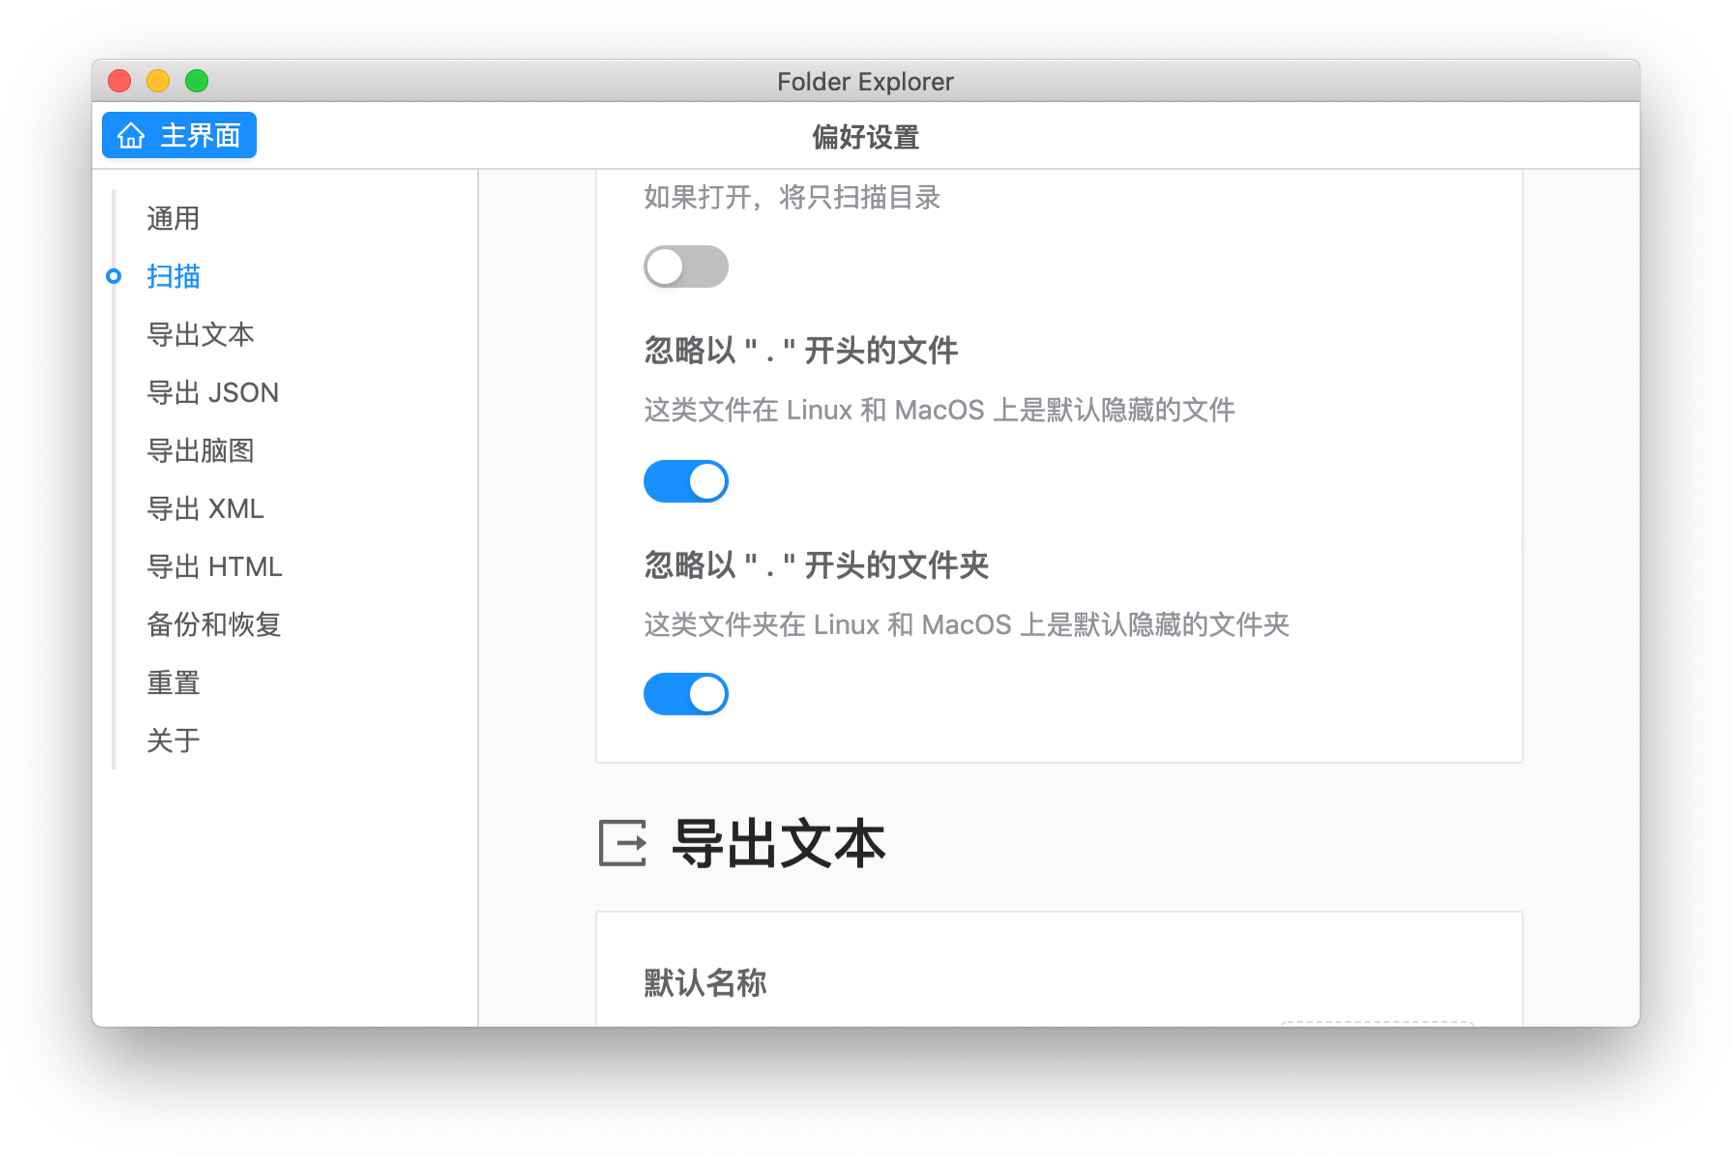 Folder Explorer
主界面
偏好设置
通用
扫描
导出文本
导出 JSON
导出脑图
导出 XML
导出 HTML
备份和恢复
重置
关于
如果打开，将只扫描目录
忽略以 " . " 开头的文件
这类文件在 Linux 和 MacOS 上是默认隐藏的文件
忽略以 " . " 开头的文件夹
这类文件夹在 Linux 和 MacOS 上是默认隐藏的文件夹
导出文本
默认名称